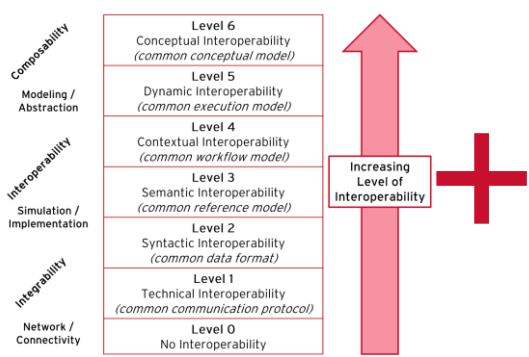 Composability
Modeling /
Abstraction
Interoperability
Simulation /
Implementation
Integrability
Network /
Connectivity
Level 6
Conceptual Interoperability
(common conceptual model)
Level 5
Dynamic Interoperability
(common execution model)
Level 4
Contextual Interoperability
(common workflow model)
Level 3
Semantic Interoperability
(common reference model)
Level 2
Syntactic Interoperability
(common data format)
Level 1
Technical Interoperability
(common communication protocol)
Level 0
No Interoperability
Increasing
Level of
Interoperability